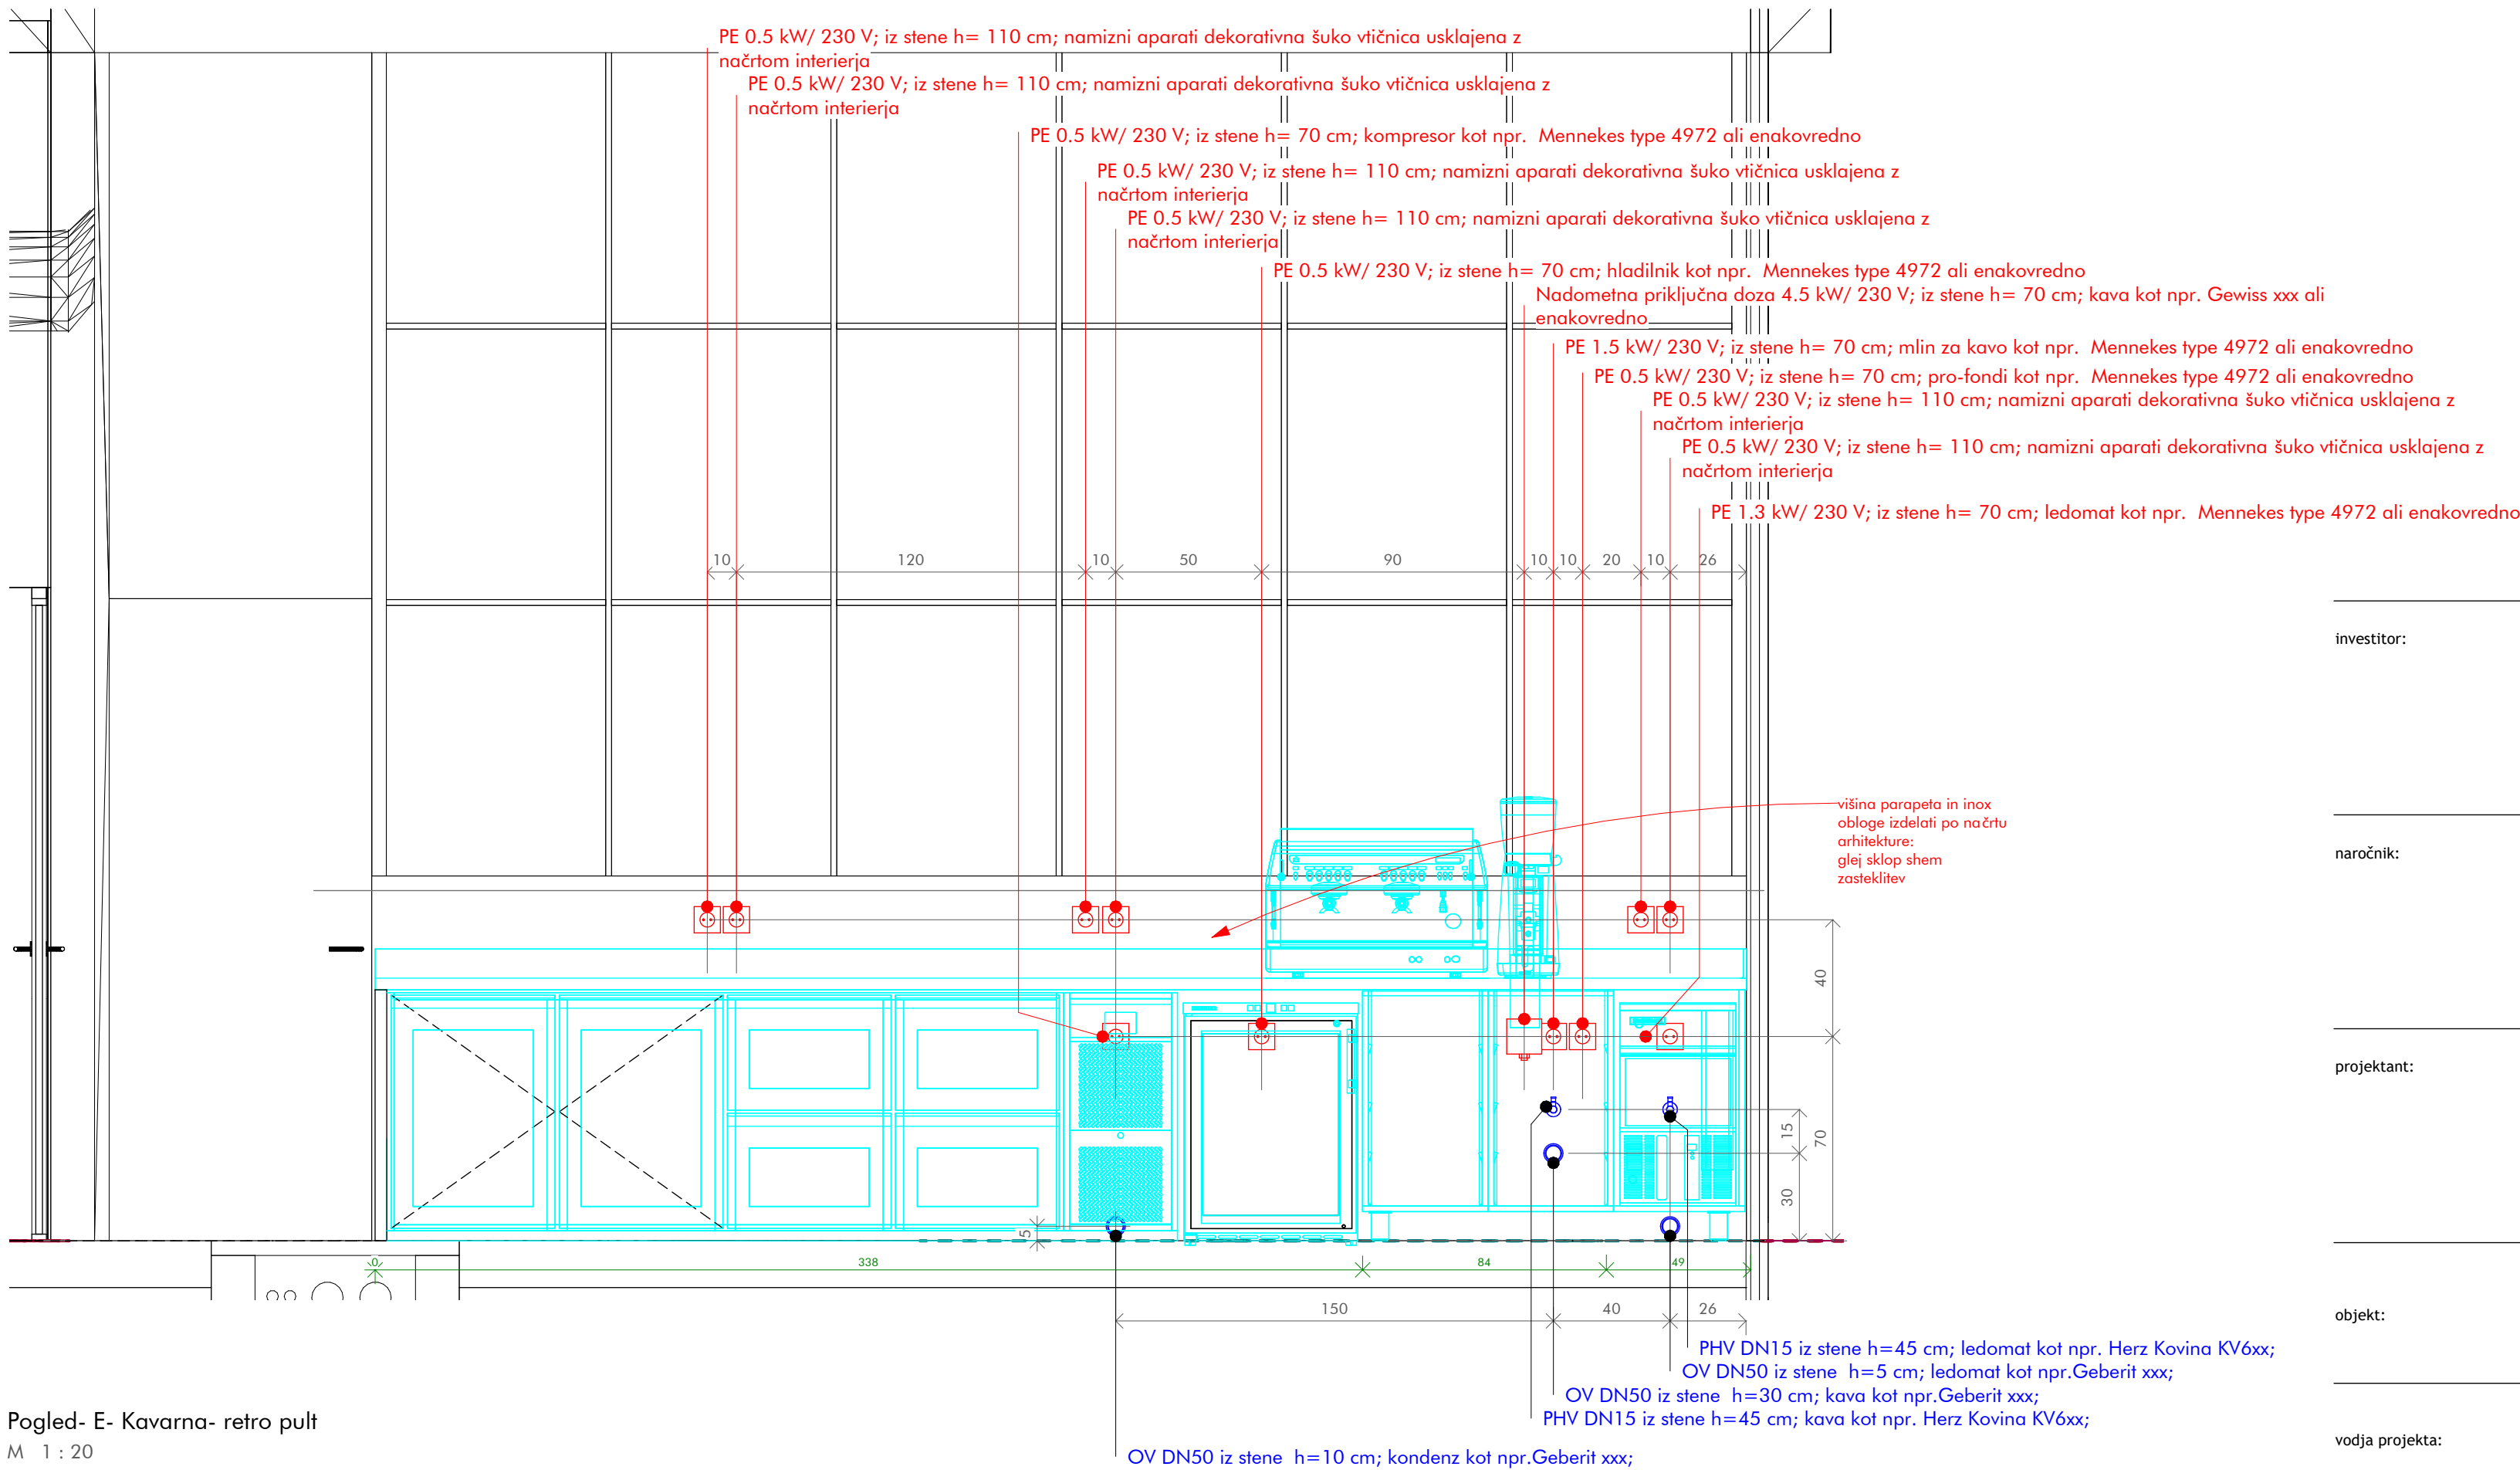 PE 0.5 kW/ 230 V; iz stene h= 110 cm; namizni aparati dekorativna šuko vtičnica usklajena z
načrtom interierja
PE 0.5 kW/ 230 V; iz stene h= 110 cm; namizni aparati dekorativna šuko vtičnica usklajena z
načrtom interierja
PE 0.5 kW/ 230 V; iz stene h= 70 cm; kompresor kot npr.  Mennekes type 4972 ali enakovredno
PE 0.5 kW/ 230 V; iz stene h= 110 cm; namizni aparati dekorativna šuko vtičnica usklajena z
načrtom interierja
PE 0.5 kW/ 230 V; iz stene h= 110 cm; namizni aparati dekorativna šuko vtičnica usklajena z
načrtom interierja
PE 0.5 kW/ 230 V; iz stene h= 70 cm; hladilnik kot npr.  Mennekes type 4972 ali enakovredno
Nadometna priključna doza 4.5 kW/ 230 V; iz stene h= 70 cm; kava kot npr. Gewiss xxx ali
enakovredno
PE 1.5 kW/ 230 V; iz stene h= 70 cm; mlin za kavo kot npr.  Mennekes type 4972 ali enakovredno
PE 0.5 kW/ 230 V; iz stene h= 70 cm; pro-fondi kot npr.  Mennekes type 4972 ali enakovredno
PE 0.5 kW/ 230 V; iz stene h= 110 cm; namizni aparati dekorativna šuko vtičnica usklajena z
načrtom interierja
PE 0.5 kW/ 230 V; iz stene h= 110 cm; namizni aparati dekorativna šuko vtičnica usklajena z
načrtom interierja
PE 1.3 kW/ 230 V; iz stene h= 70 cm; ledomat kot npr.  Mennekes type 4972 ali enakovredno
10 120 10 50 90 10 10 20 10 26
investitor:
višina parapeta in inox
obloge izdelati po načrtu
arhitekture:
glej sklop shem
zasteklitev
naročnik:
40
projektant:
15
70
30
5
0 338 84 49
150 40 26
objekt:
PHV DN15 iz stene h=45 cm; ledomat kot npr. Herz Kovina KV6xx;
OV DN50 iz stene  h=5 cm; ledomat kot npr.Geberit xxx;
OV DN50 iz stene  h=30 cm; kava kot npr.Geberit xxx;
PHV DN15 iz stene h=45 cm; kava kot npr. Herz Kovina KV6xx;
OV DN50 iz stene  h=10 cm; kondenz kot npr.Geberit xxx;
Pogled- E- Kavarna- retro pult
M 1 : 20
vodja projekta: